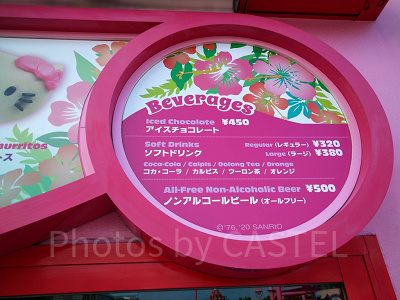 Beverages
Iced Chocolate ¥450
アイスチョコレート
Soft Drinks Regular (レギュラー) ¥320
ソフトドリンク Large (ラージ) ¥380
Coca-Cola / Calpis / Oolong Tea / Orange
コカ・コーラ / カルピス / ウーロン茶 / オレンジ
All-Free Non-Alcoholic Beer ¥500
ノンアルコールビール (オールフリー)
© '76, '20 SANRIO
urritos
ース
Photos by CASTEL